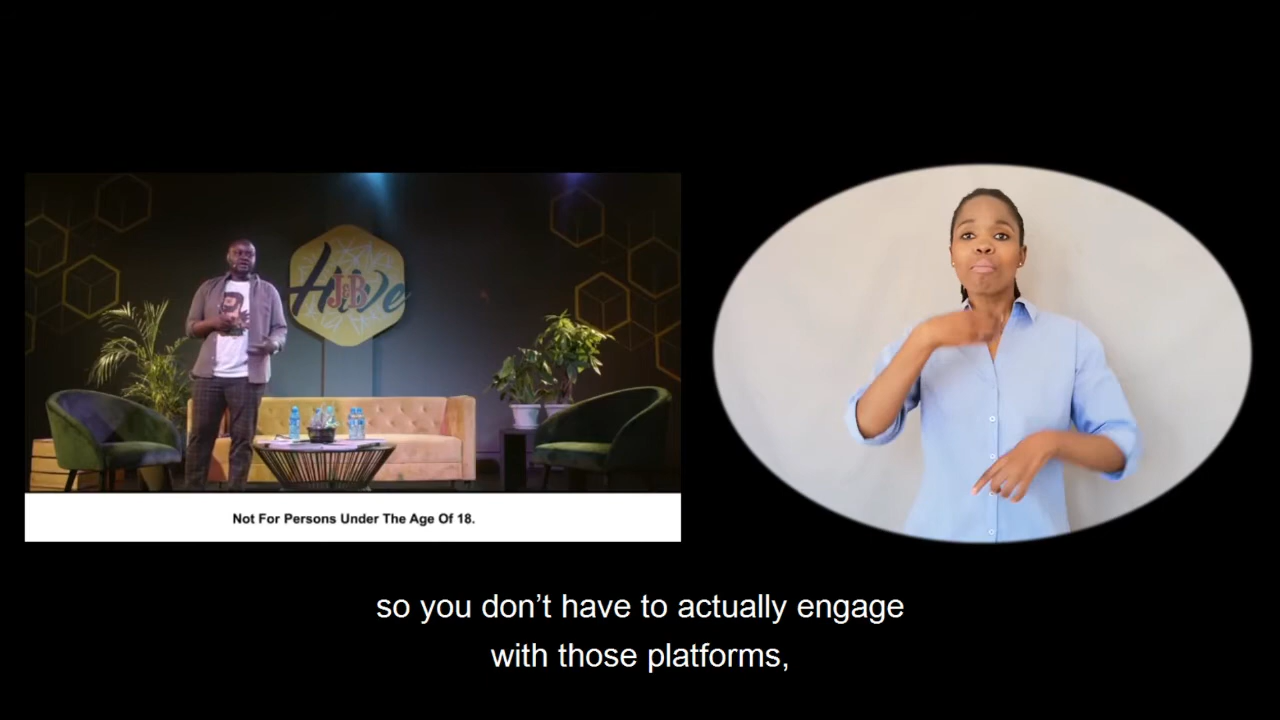 Hive
J&B
Not For Persons Under The Age Of 18.
so you don’t have to actually engage
with those platforms,